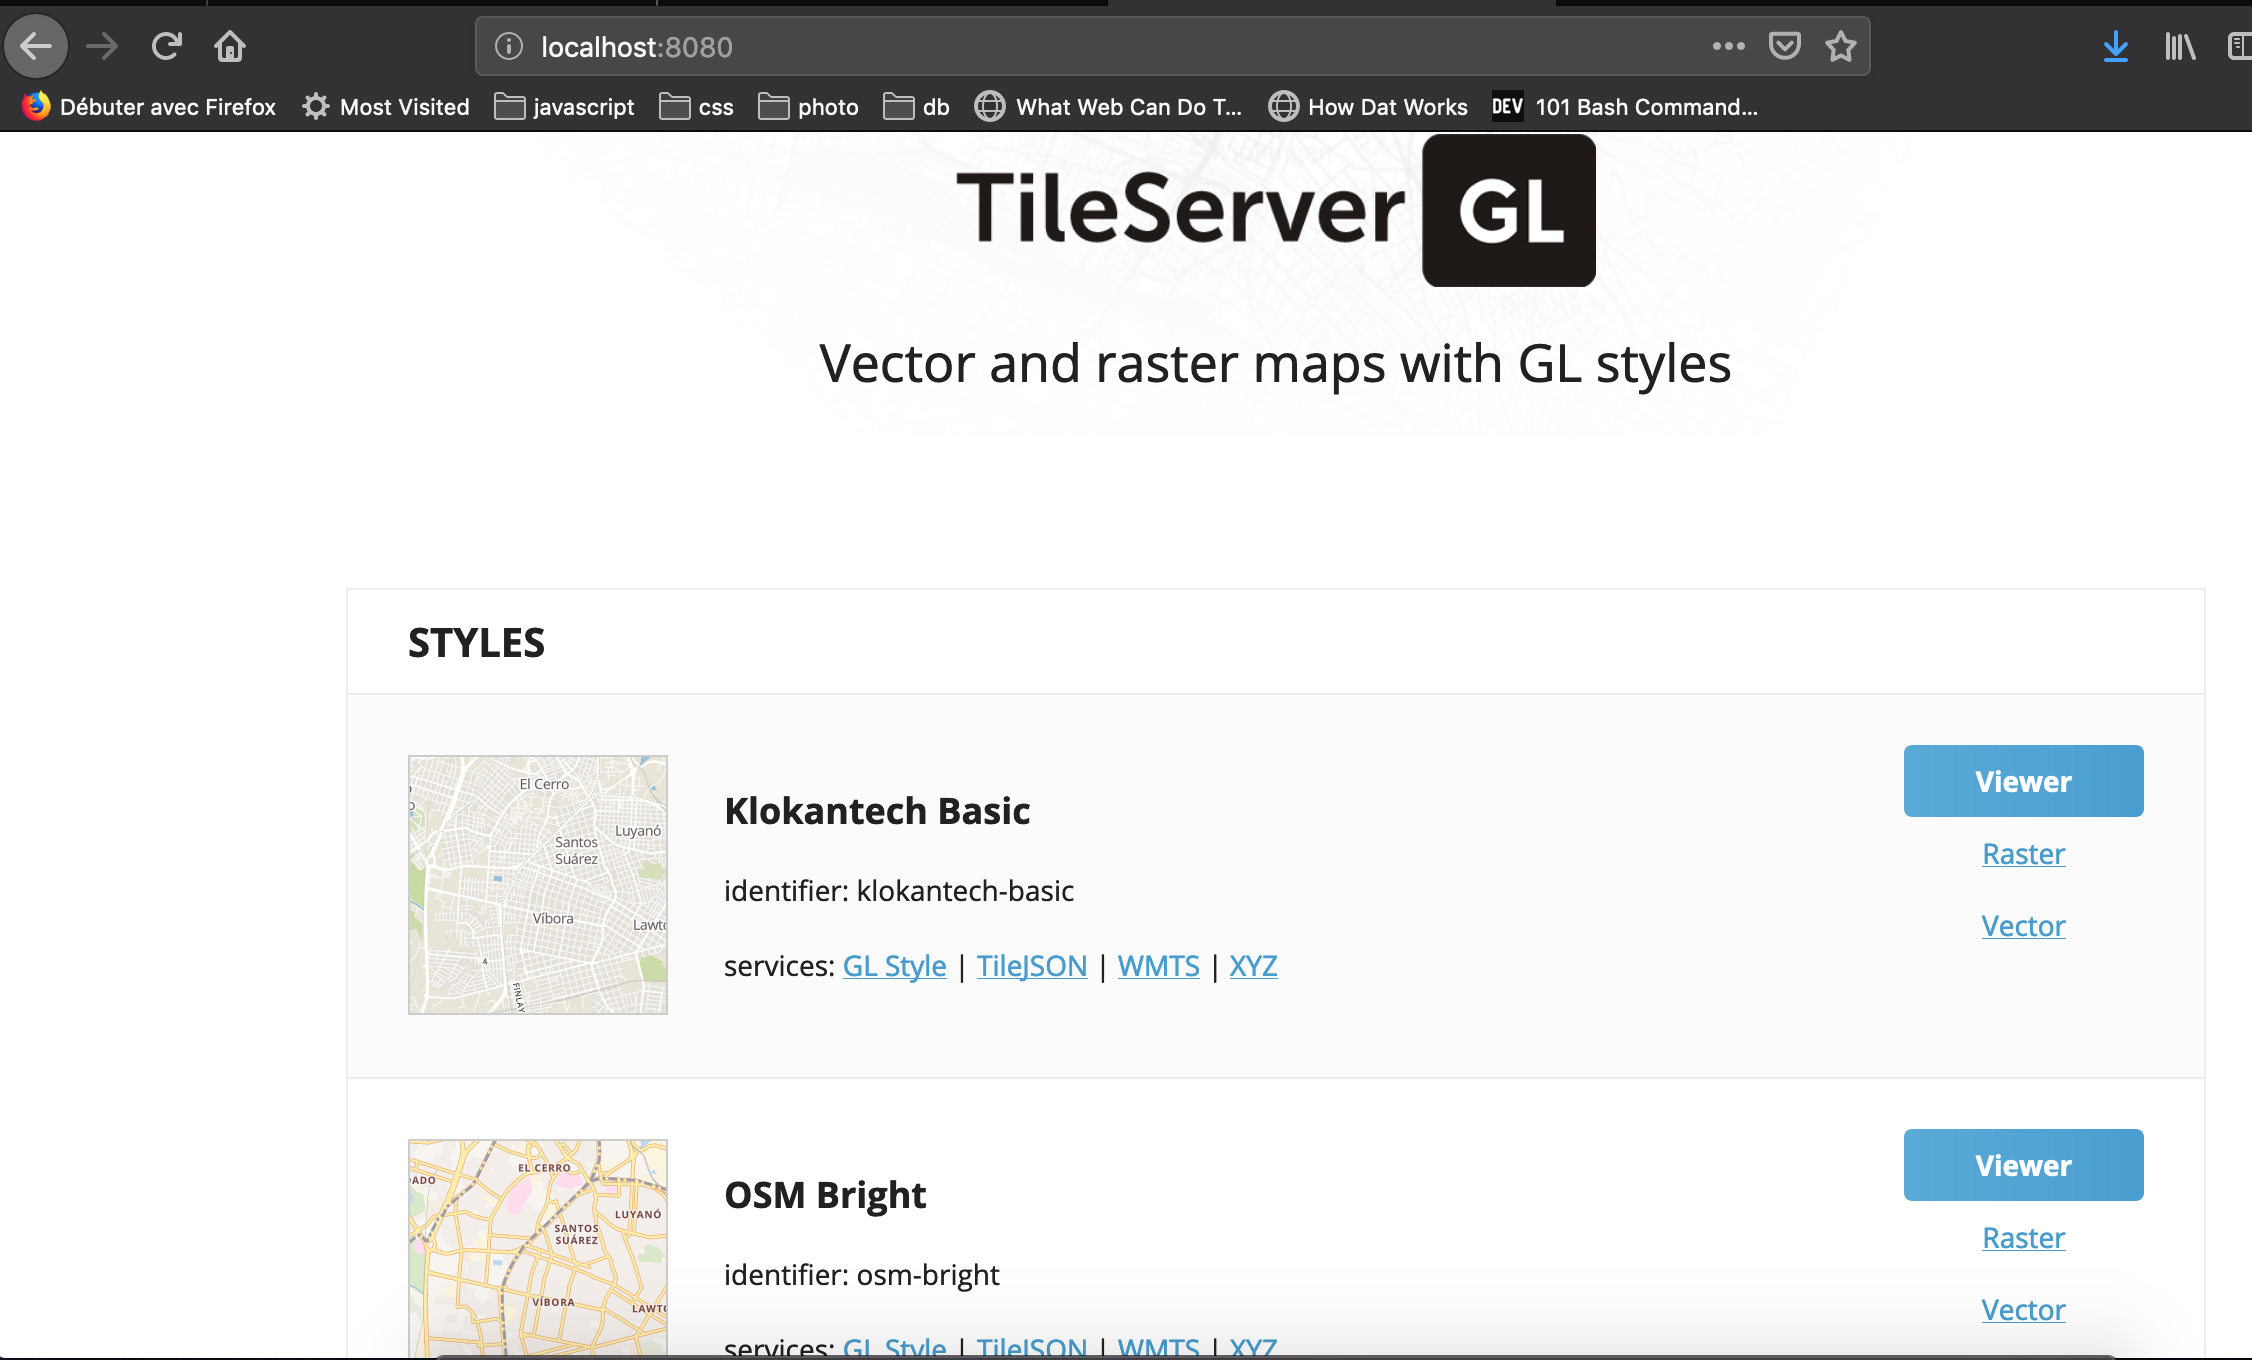 localhost:8080
Débuter avec Firefox Most Visited javascript css photo db What Web Can Do T... How Dat Works DEV 101 Bash Command...
TileServer GL
Vector and raster maps with GL styles
STYLES
El Cerro
Luyanó
Santos
Suárez
Víbora
4
FINLAY
Klokantech Basic
identifier: klokantech-basic
services: GL Style | TileJSON | WMTS | XYZ
Viewer
Raster
Vector
EL CERRO
LUYANÓ
SANTOS
SUÁREZ
VÍBORA
OSM Bright
identifier: osm-bright
services: GL Style | TileJSON | WMTS | XYZ
Viewer
Raster
Vector